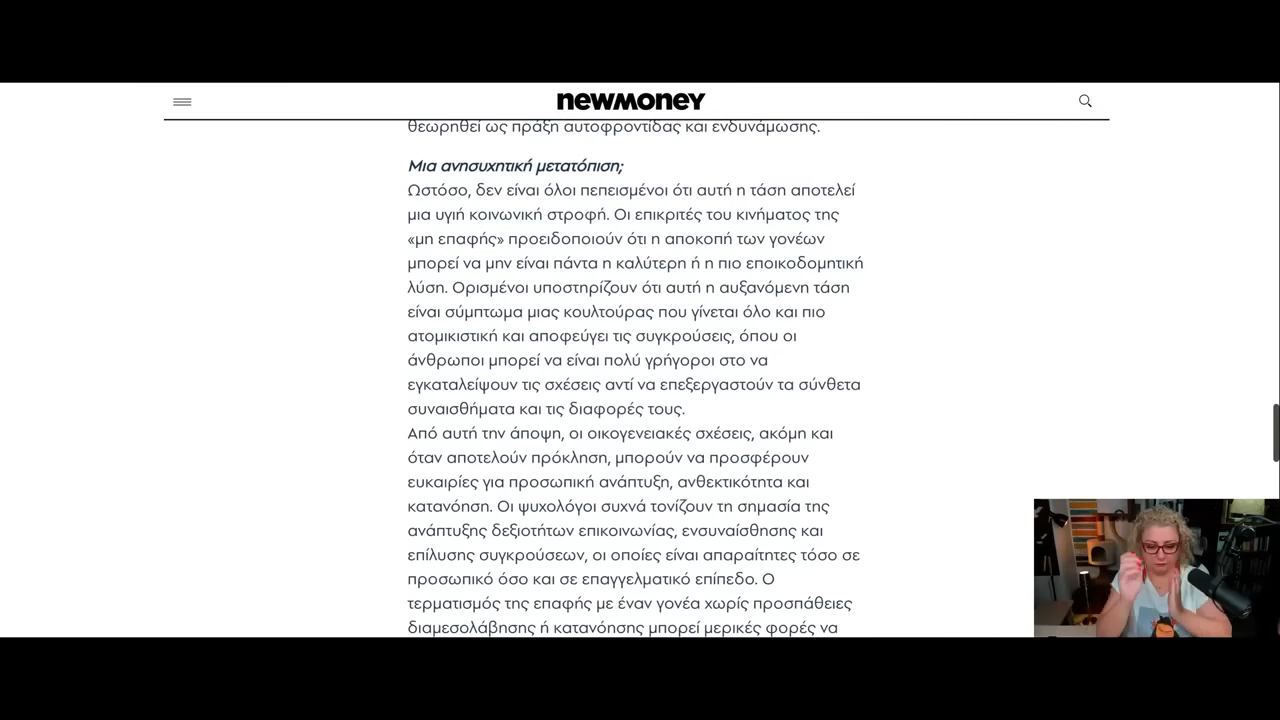 newmoney
θεωρηθεί ως πράξη αυτοφροντίδας και ενδυνάμωσης.
Μια ανησυχητική μετατόπιση;
Ωστόσο, δεν είναι όλοι πεπεισμένοι ότι αυτή η τάση αποτελεί
μια υγιή κοινωνική στροφή. Οι επικριτές του κινήματος της
«μη επαφής» προειδοποιούν ότι η αποκοπή των γονέων
μπορεί να μην είναι πάντα η καλύτερη ή η πιο εποικοδομητική
λύση. Ορισμένοι υποστηρίζουν ότι αυτή η αυξανόμενη τάση
είναι σύμπτωμα μιας κουλτούρας που γίνεται όλο και πιο
ατομικιστική και αποφεύγει τις συγκρούσεις, όπου οι
άνθρωποι μπορεί να είναι πολύ γρήγοροι στο να
εγκαταλείψουν τις σχέσεις αντί να επεξεργαστούν τα σύνθετα
συναισθήματα και τις διαφορές τους.
Από αυτή την άποψη, οι οικογενειακές σχέσεις, ακόμη και
όταν αποτελούν πρόκληση, μπορούν να προσφέρουν
ευκαιρίες για προσωπική ανάπτυξη, ανθεκτικότητα και
κατανόηση. Οι ψυχολόγοι συχνά τονίζουν τη σημασία της
ανάπτυξης δεξιοτήτων επικοινωνίας, ενσυναίσθησης και
επίλυσης συγκρούσεων, οι οποίες είναι απαραίτητες τόσο σε
προσωπικό όσο και σε επαγγελματικό επίπεδο. Ο
τερματισμός της επαφής με έναν γονέα χωρίς προσπάθειες
διαμεσολάβησης ή κατανόησης μπορεί μερικές φορές να